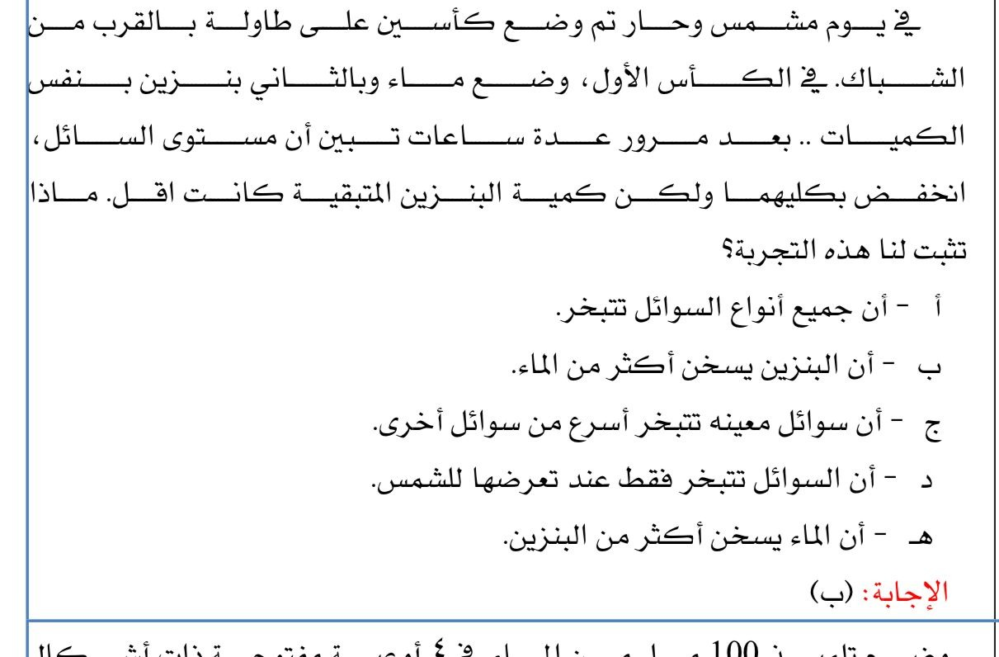 في يوم مشمس وحار تم وضع كأسين على طاولة بالقرب من
الشباك. في الكأس الأول، وضع ماء وبالثاني بنزين بنفس
الكميات .. بعد مرور عدة ساعات تبين أن مستوى السائل،
انخفض بكليهما ولكن كمية البنزين المتبقية كانت اقل. ماذا
تثبت لنا هذه التجربة؟
أ - أن جميع أنواع السوائل تتبخر.
ب - أن البنزين يسخن أكثر من الماء.
ج - أن سوائل معينه تتبخر أسرع من سوائل أخرى.
د - أن السوائل تتبخر فقط عند تعرضها للشمس.
هـ - أن الماء يسخن أكثر من البنزين.
الإجابة: (ب)
100 في ٤